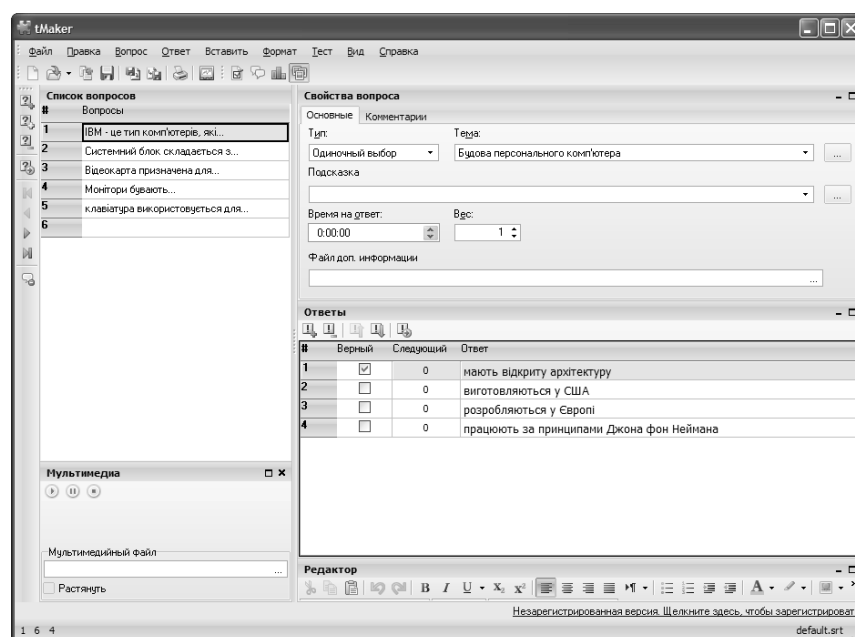 tMaker
Файл Правка Вопрос Ответ Вставить Формат Тест Вид Справка
Список вопросов
# Вопросы
1 IBM - це тип комп'ютерів, які...
2 Системний блок складається з...
3 Відеокарта призначена для...
4 Монітори бувають...
5 клавіатура використовується для...
6
Мультимедиа
Мультимедийный файл
...
Растянуть
Свойства вопроса
Основные Комментарии
Тип: Тема:
Одиночный выбор Будова персонального комп'ютера ...
Подсказка
...
Время на ответ: Вес:
0:00:00 1
Файл доп. информации
...
Ответы
# Верный Следующий Ответ
1 0 мають відкриту архітектуру
2 0 виготовляються у США
3 0 розробляються у Європі
4 0 працюють за принципами Джона фон Неймана
Редактор
B I U X₂ x² A
Незарегистрированная версия. Щелкните здесь, чтобы зарегистрироват
1 6 4 default.srt